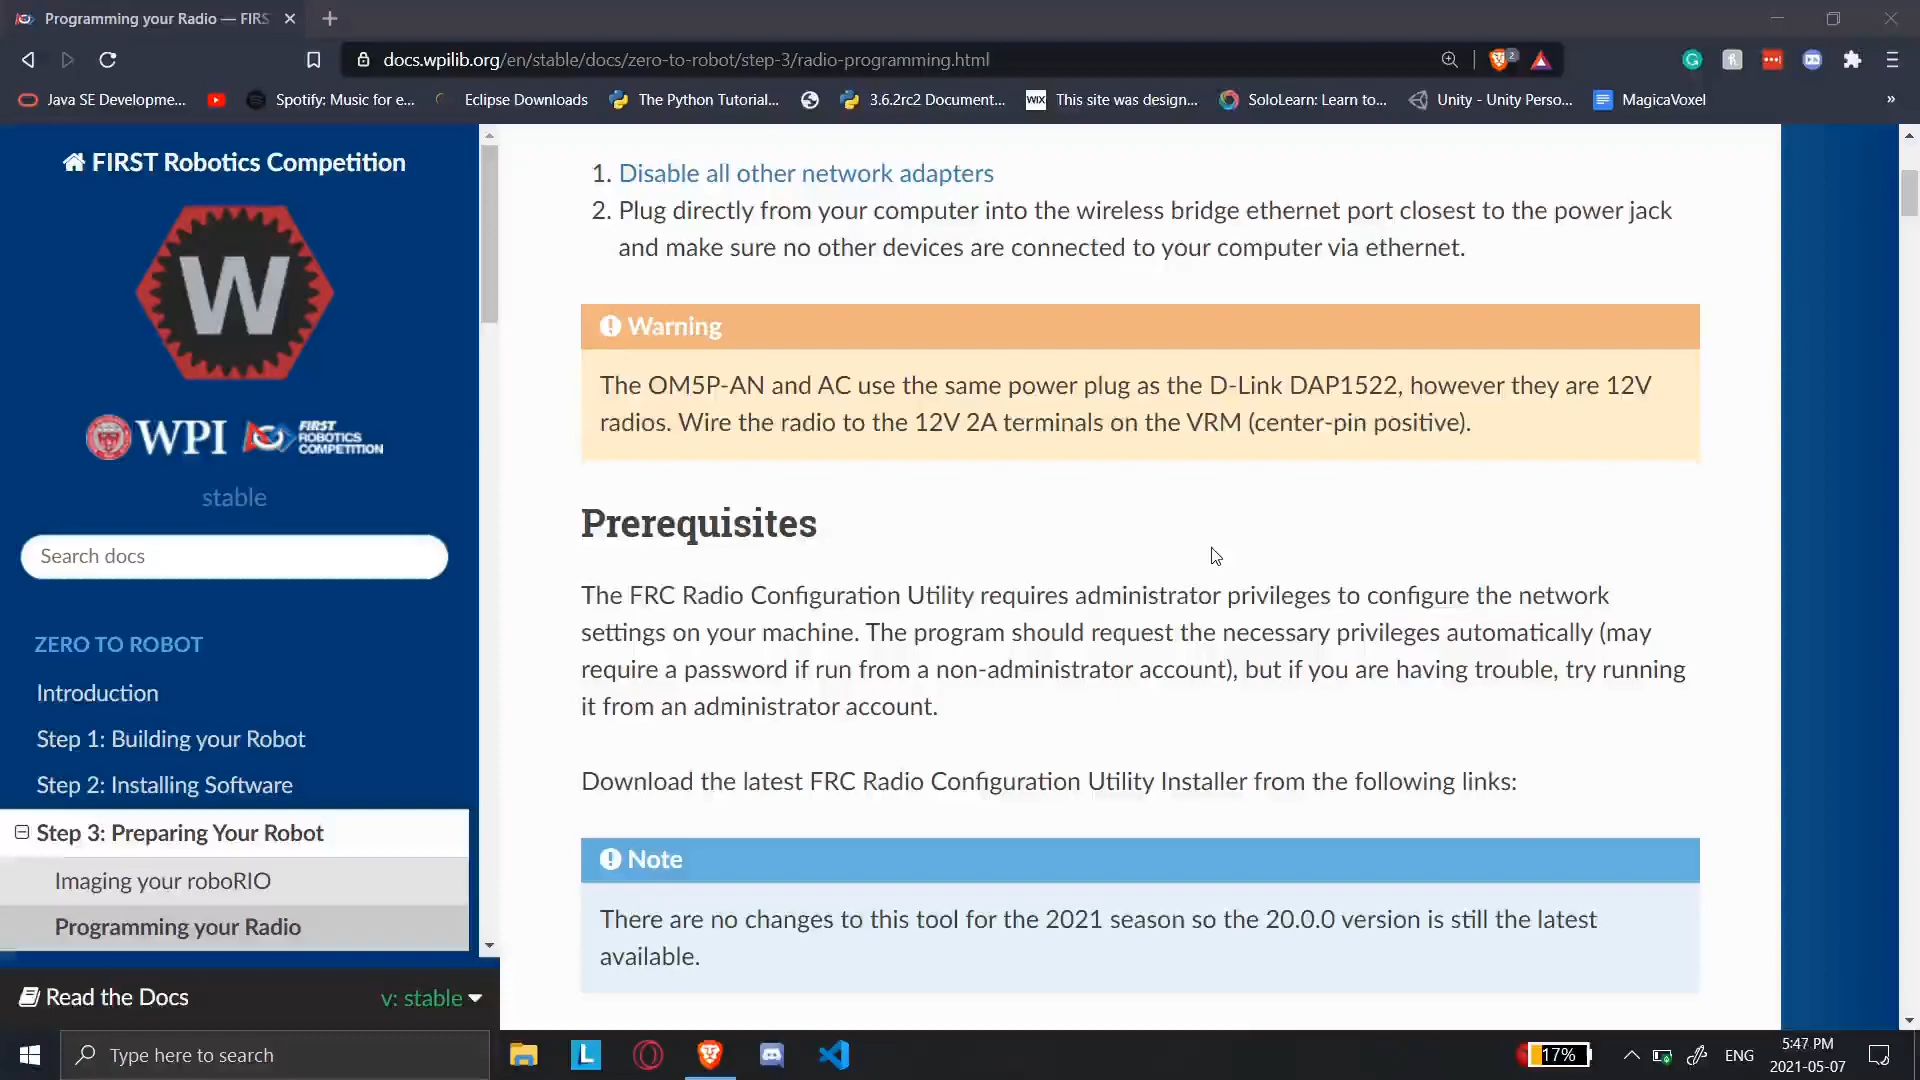 Programming your Radio — FIRS
docs.wpilib.org/en/stable/docs/zero-to-robot/step-3/radio-programming.html
2
Java SE Developme...
Spotify: Music for e...
Eclipse Downloads
The Python Tutorial...
3.6.2rc2 Document...
WIX
This site was design...
SoloLearn: Learn to...
Unity - Unity Perso...
MagicaVoxel
»
FIRST Robotics Competition
W
WPI
FIRST
ROBOTICS
COMPETITION
stable
Search docs
ZERO TO ROBOT
Introduction
Step 1: Building your Robot
Step 2: Installing Software
Step 3: Preparing Your Robot
Imaging your roboRIO
Programming your Radio
Read the Docs
v: stable
1. Disable all other network adapters
2. Plug directly from your computer into the wireless bridge ethernet port closest to the power jack
and make sure no other devices are connected to your computer via ethernet.
Warning
The OM5P-AN and AC use the same power plug as the D-Link DAP1522, however they are 12V
radios. Wire the radio to the 12V 2A terminals on the VRM (center-pin positive).
Prerequisites
The FRC Radio Configuration Utility requires administrator privileges to configure the network
settings on your machine. The program should request the necessary privileges automatically (may
require a password if run from a non-administrator account), but if you are having trouble, try running
it from an administrator account.
Download the latest FRC Radio Configuration Utility Installer from the following links:
Note
There are no changes to this tool for the 2021 season so the 20.0.0 version is still the latest
available.
Type here to search
L
17%
ENG
5:47 PM
2021-05-07